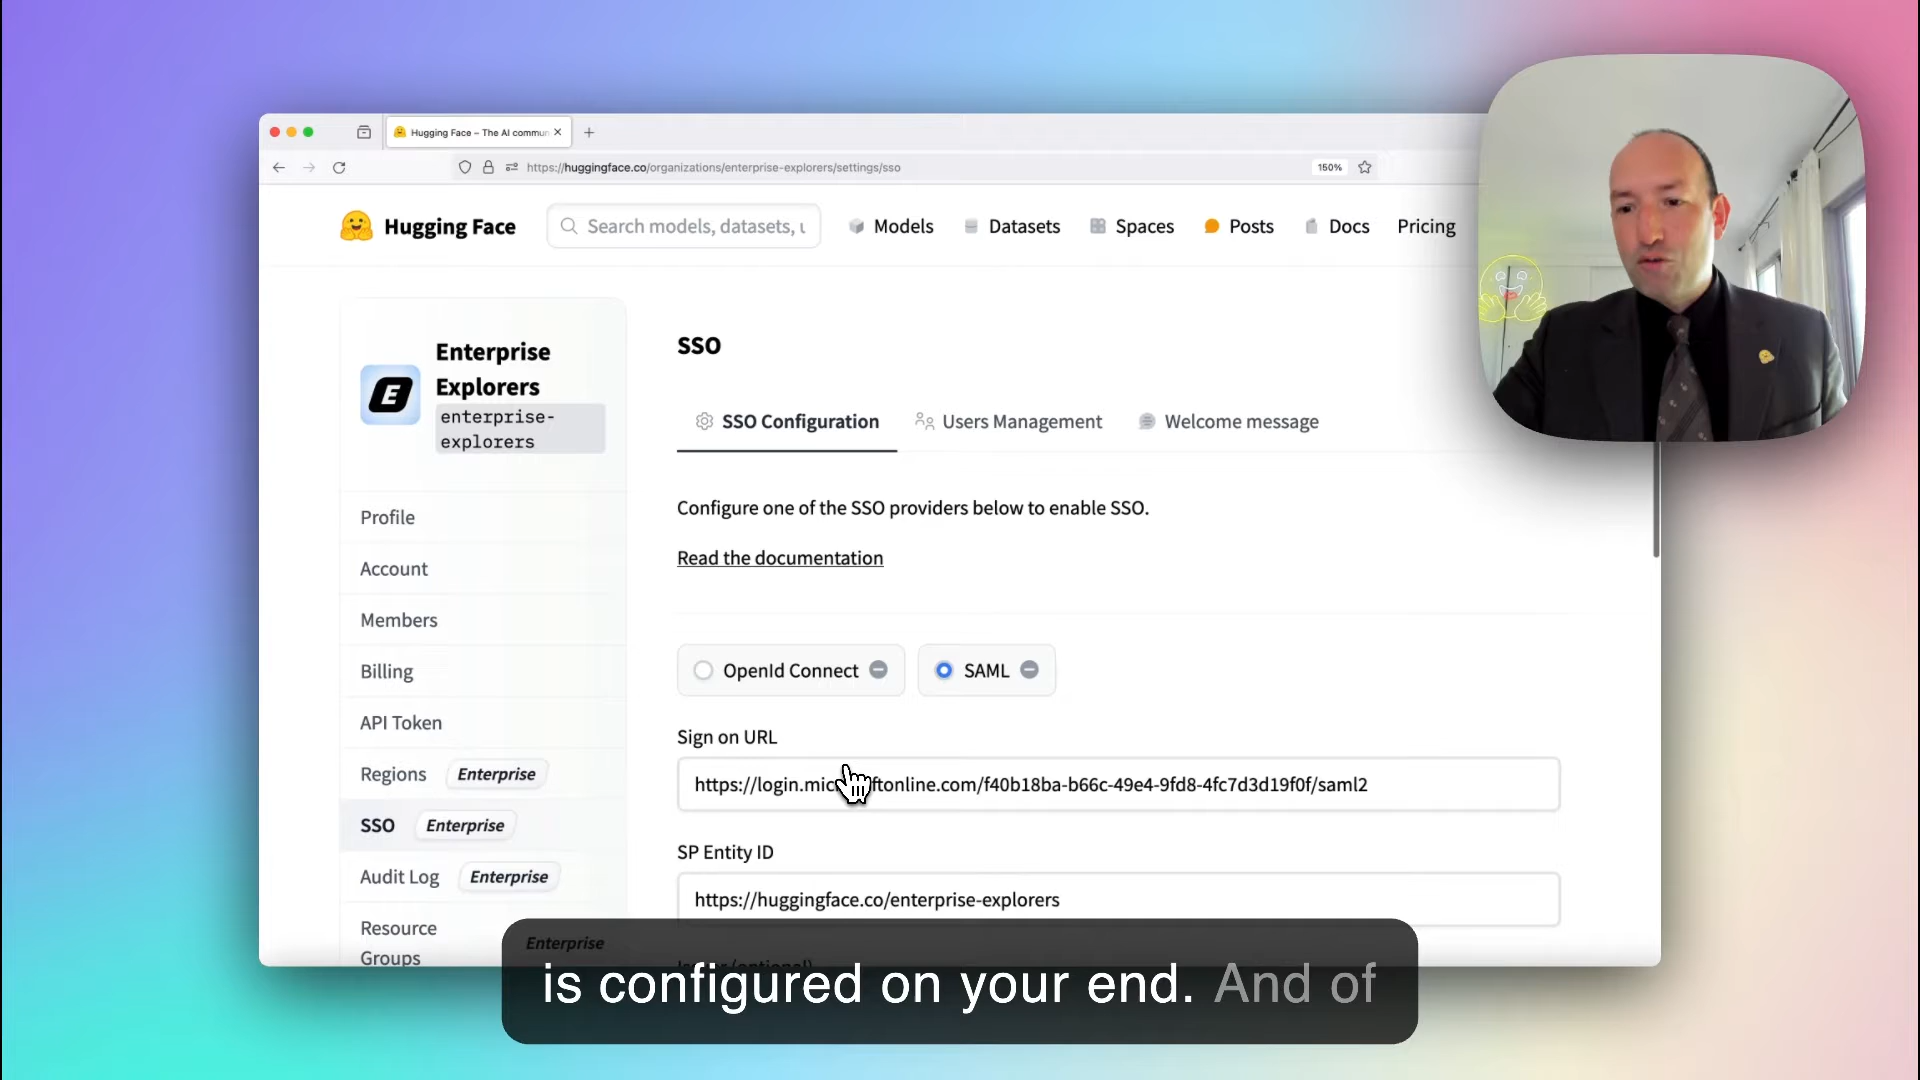 Hugging Face – The AI commun
https://huggingface.co/organizations/enterprise-explorers/settings/sso
150%
Hugging Face
Search models, datasets, u
Models
Datasets
Spaces
Posts
Docs
Pricing
Enterprise
Explorers
enterprise-
explorers
Profile
Account
Members
Billing
API Token
Regions Enterprise
SSO Enterprise
Audit Log Enterprise
Resource
Groups
Enterprise
SSO
SSO Configuration
Users Management
Welcome message
Configure one of the SSO providers below to enable SSO.
Read the documentation
OpenId Connect
SAML
Sign on URL
https://login.microsoftonline.com/f40b18ba-b66c-49e4-9fd8-4fc7d3d19f0f/saml2
SP Entity ID
https://huggingface.co/enterprise-explorers
is configured on your end. And of